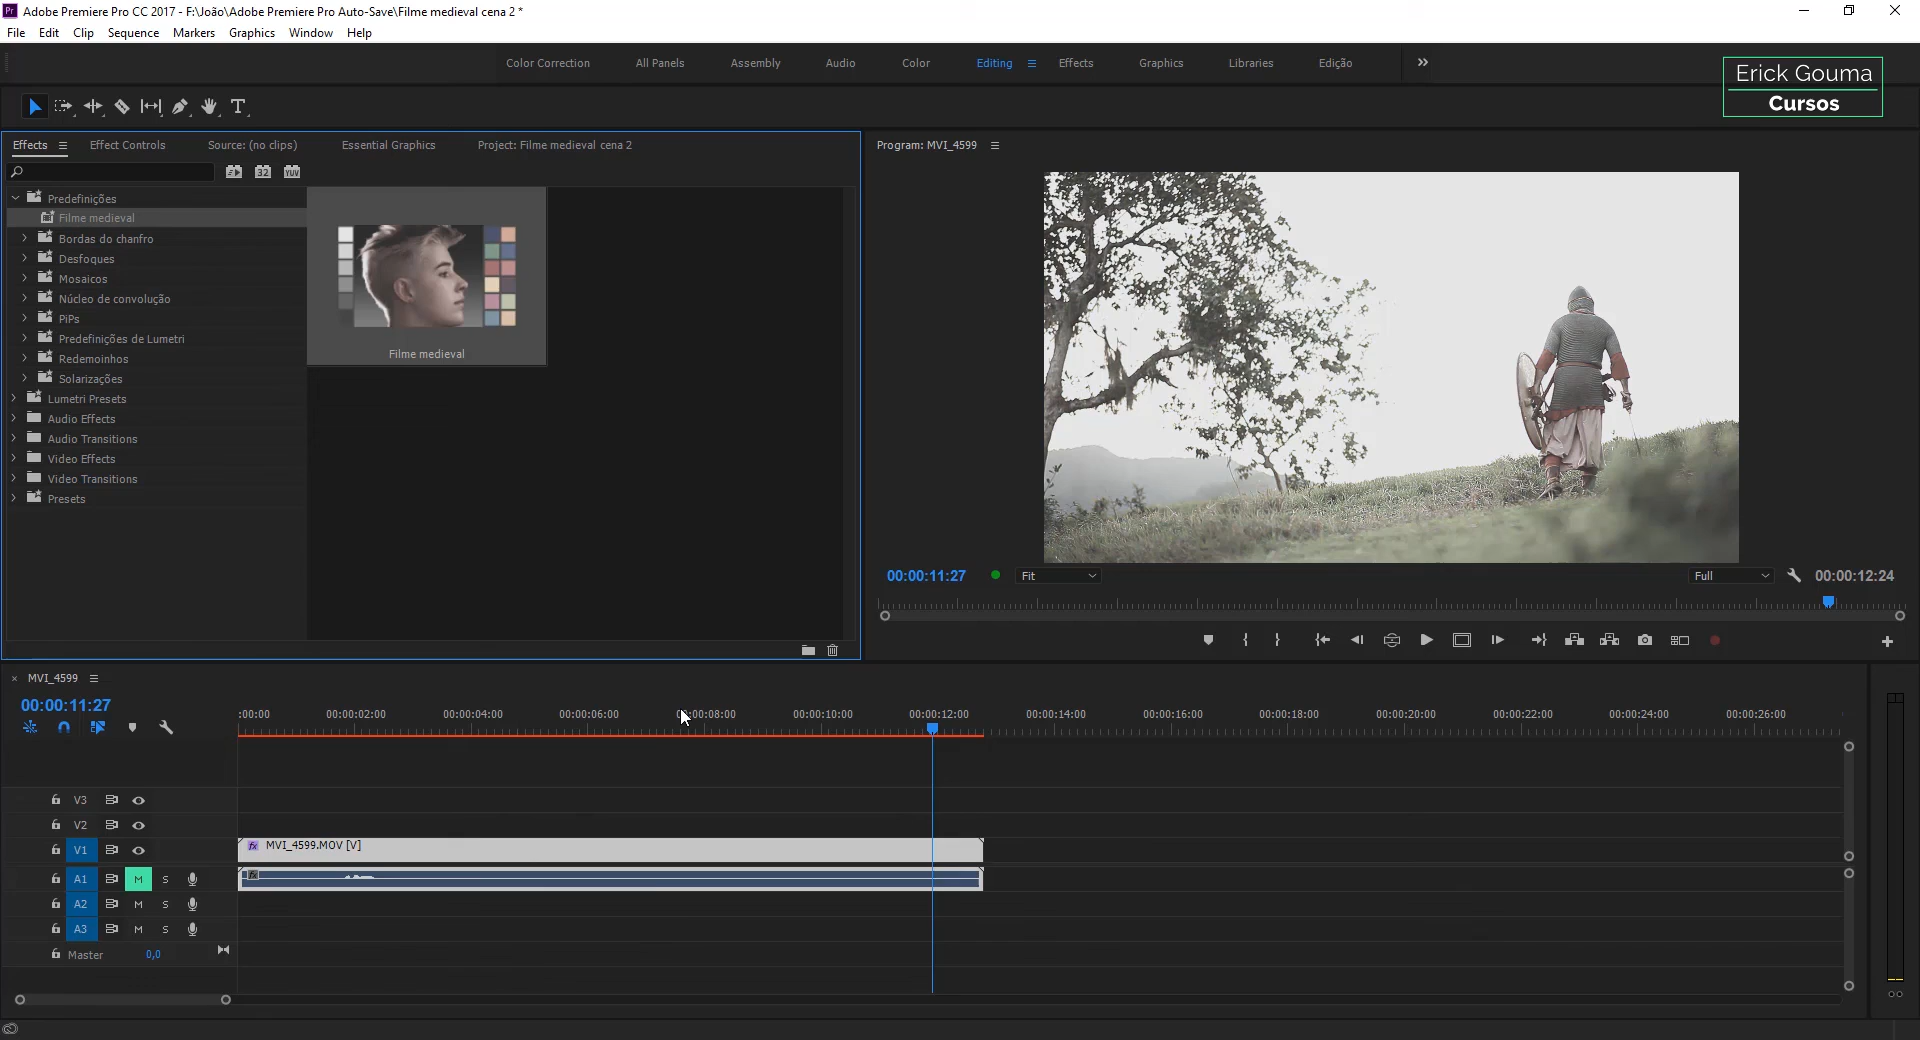 Adobe Premiere Pro CC 2017 - F:\João\Adobe Premiere Pro Auto-Save\Filme medieval cena 2 *
File Edit Clip Sequence Markers Graphics Window Help
Color Correction All Panels Assembly Audio Color Editing Effects Graphics Libraries Edição
Erick Gouma
Cursos
Effects Effect Controls Source: (no clips) Essential Graphics Project: Filme medieval cena 2
32 YUV
Predefinições
Filme medieval
Bordas do chanfro
Desfoques
Mosaicos
Núcleo de convolução
PiPs
Predefinições de Lumetri
Redemoinhos
Solarizações
Lumetri Presets
Audio Effects
Audio Transitions
Video Effects
Video Transitions
Presets
Filme medieval
Program: MVI_4599
00:00:11:27 Fit Full 00:00:12:24
× MVI_4599
00:00:11:27
:00:00 00:00:02:00 00:00:04:00 00:00:06:00 00:00:08:00 00:00:10:00 00:00:12:00 00:00:14:00 00:00:16:00 00:00:18:00 00:00:20:00 00:00:22:00 00:00:24:00 00:00:26:00
V3
V2
V1 fx MVI_4599.MOV [V]
A1 M S fx
A2 M S
A3 M S
Master 0,0